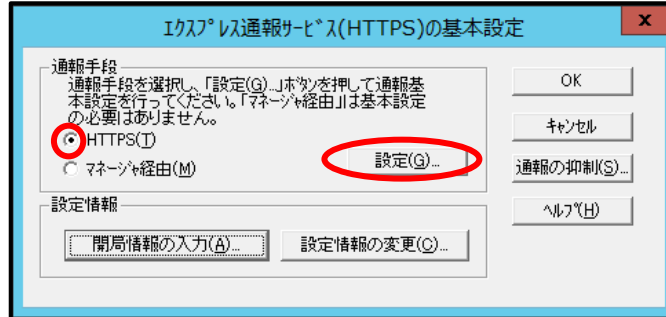 ｴｸｽﾌﾟﾚｽ通報ｻｰﾋﾞｽ(HTTPS)の基本設定
x
通報手段
通報手段を選択し、「設定(G)...」ﾎﾞﾀﾝを押して通報基
本設定を行ってください。「ﾏﾈｰｼﾞｬ経由」は基本設定
の必要はありません。
HTTPS(T)
ﾏﾈｰｼﾞｬ経由(M)
設定(G)...
OK
ｷｬﾝｾﾙ
通報の抑制(S)...
ﾍﾙﾌﾟ(H)
設定情報
開局情報の入力(A)...
設定情報の変更(C)...